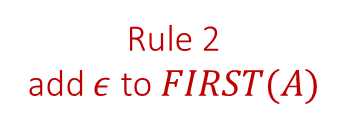 Rule 2
add ϵ to FIRST(A)